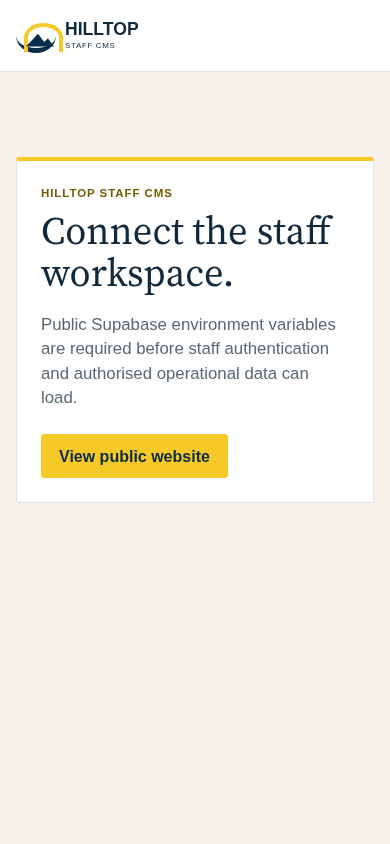 HILLTOP
STAFF CMS
HILLTOP STAFF CMS
Connect the staff
workspace.
Public Supabase environment variables
are required before staff authentication
and authorised operational data can
load.
View public website